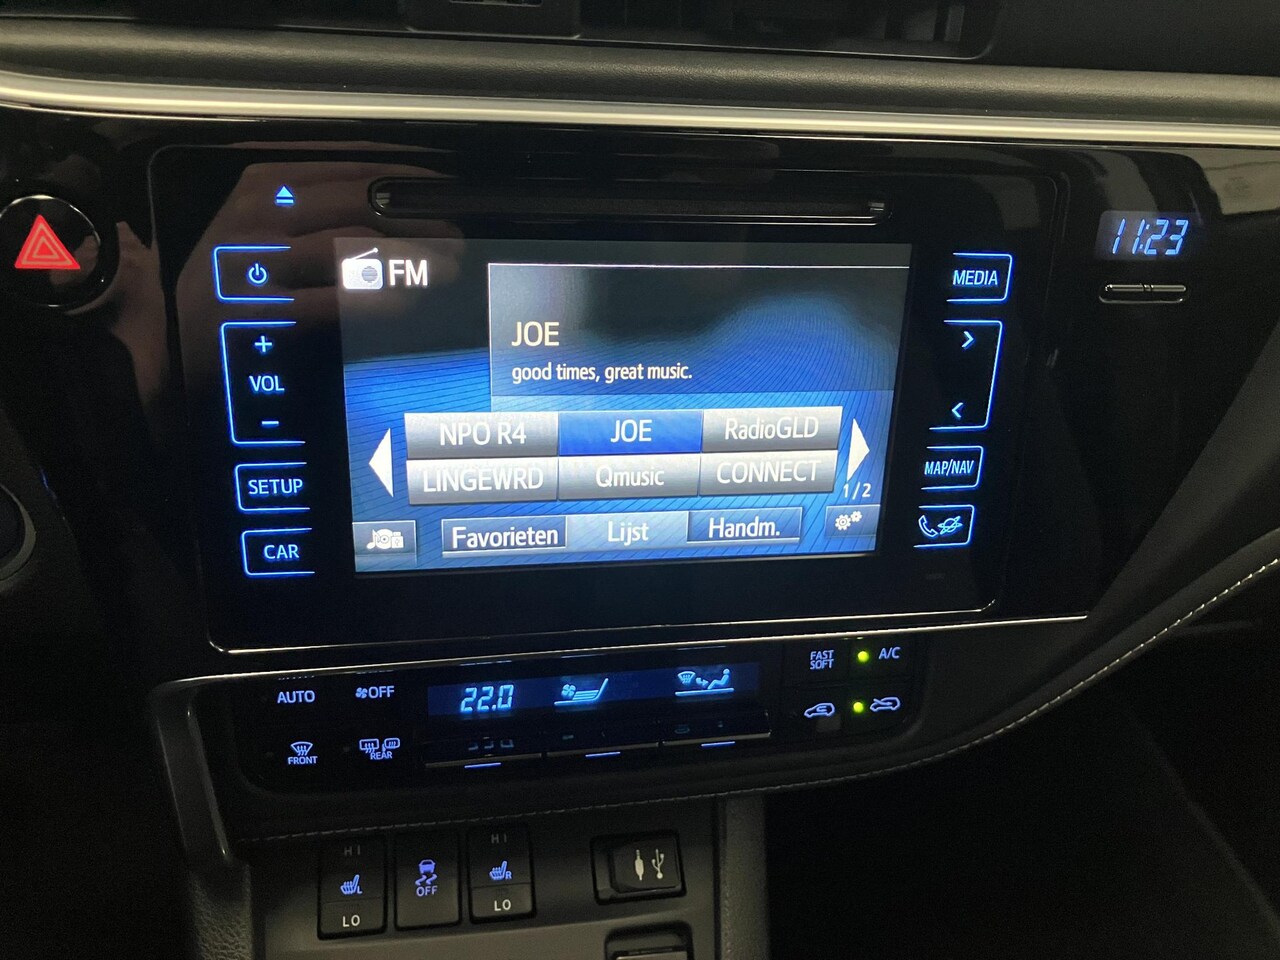 11:23
FM
MEDIA
JOE
good times, great music.
+
VOL
-
>
<
NPO R4 JOE RadioGLD
LINGEWRD Qmusic CONNECT
1/2
SETUP
MAP/NAV
Favorieten Lijst Handm.
CAR
AUTO
OFF
22.0
FAST
SOFT
A/C
FRONT
REAR
HI
L
LO
OFF
HI
R
LO